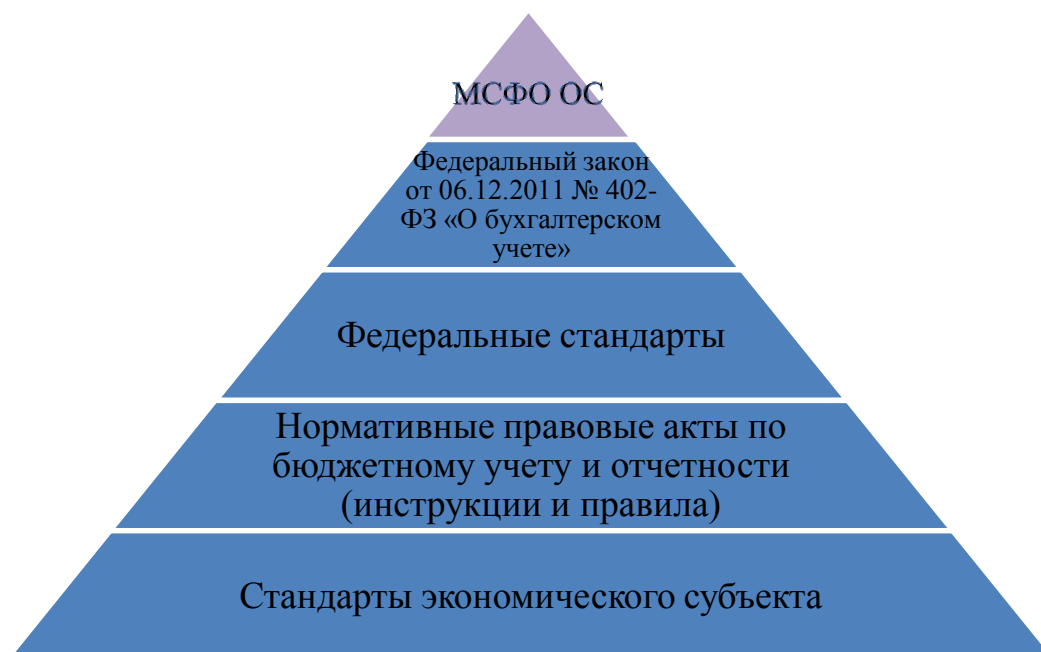 МСФО ОС
Федеральный закон
от 06.12.2011 № 402-
ФЗ «О бухгалтерском
учете»
Федеральные стандарты
Нормативные правовые акты по
бюджетному учету и отчетности
(инструкции и правила)
Стандарты экономического субъекта